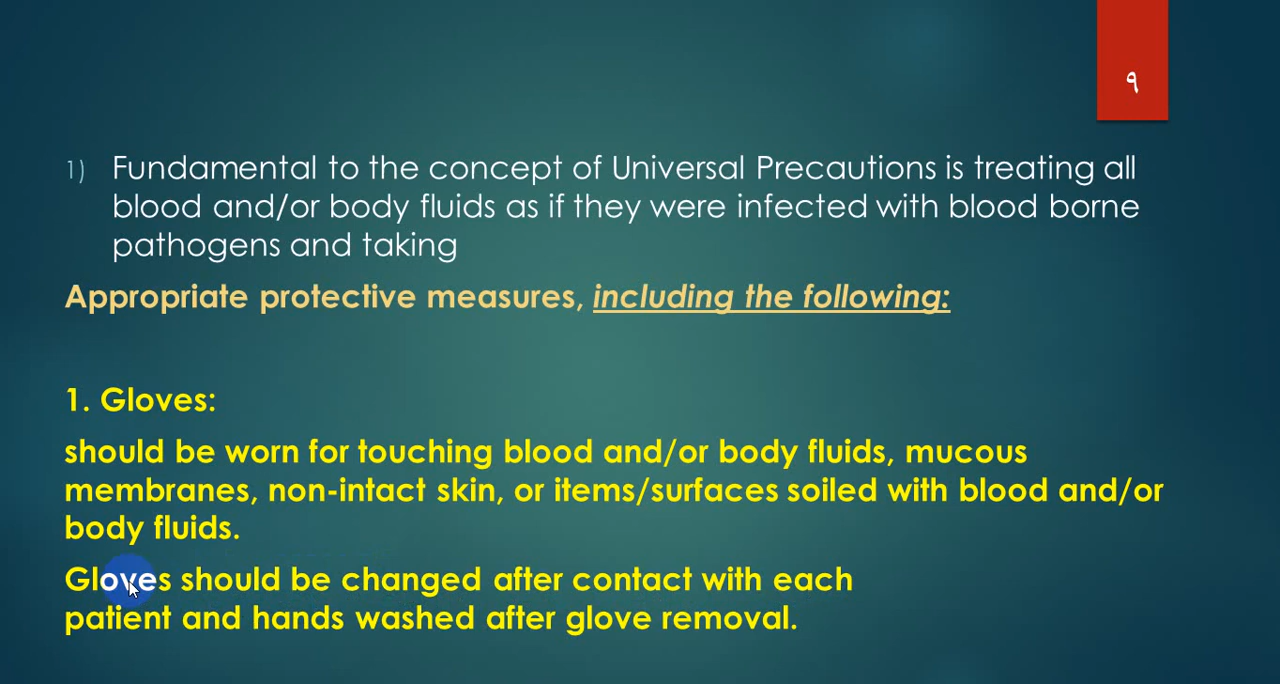 ٩
1) Fundamental to the concept of Universal Precautions is treating all
blood and/or body fluids as if they were infected with blood borne
pathogens and taking
Appropriate protective measures, including the following:
1. Gloves:
should be worn for touching blood and/or body fluids, mucous
membranes, non-intact skin, or items/surfaces soiled with blood and/or
body fluids.
Gloves should be changed after contact with each
patient and hands washed after glove removal.